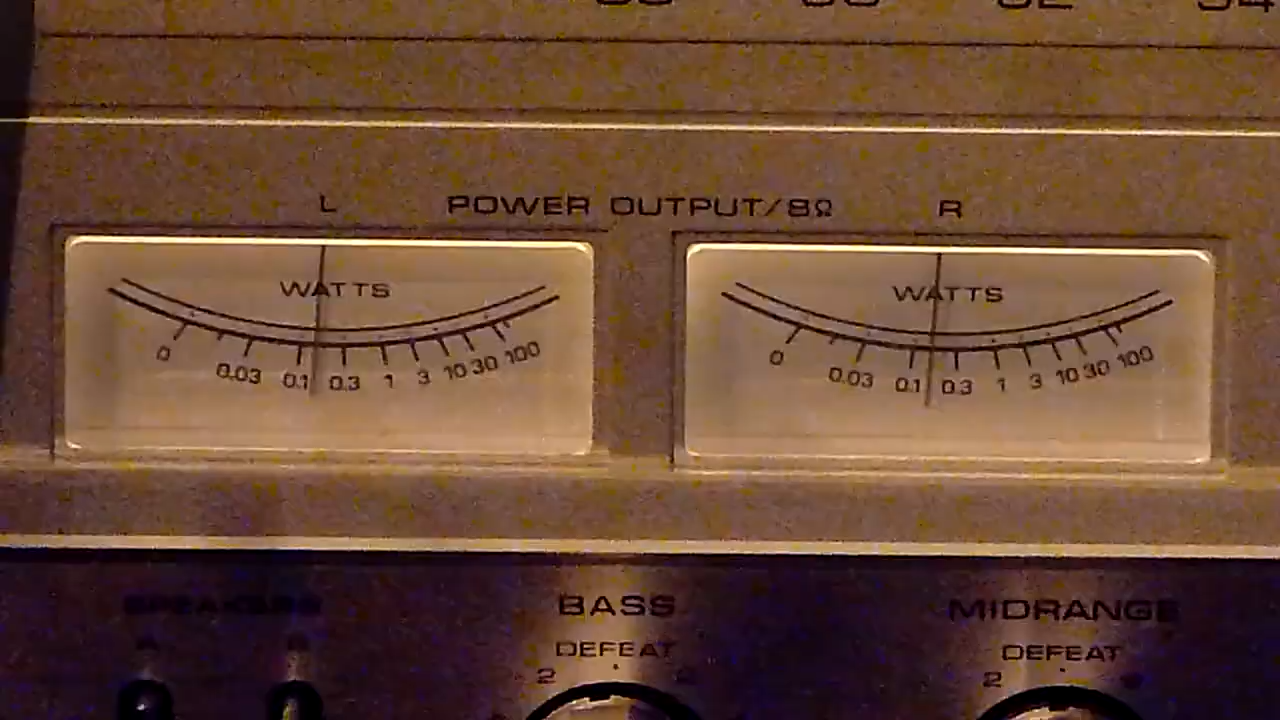 L POWER OUTPUT/8Ω R
WATTS WATTS
0 0.03 0.1 0.3 1 3 10 30 100
0 0.03 0.1 0.3 1 3 10 30 100
SPEAKERS BASS MIDRANGE
DEFEAT DEFEAT
2 2 2